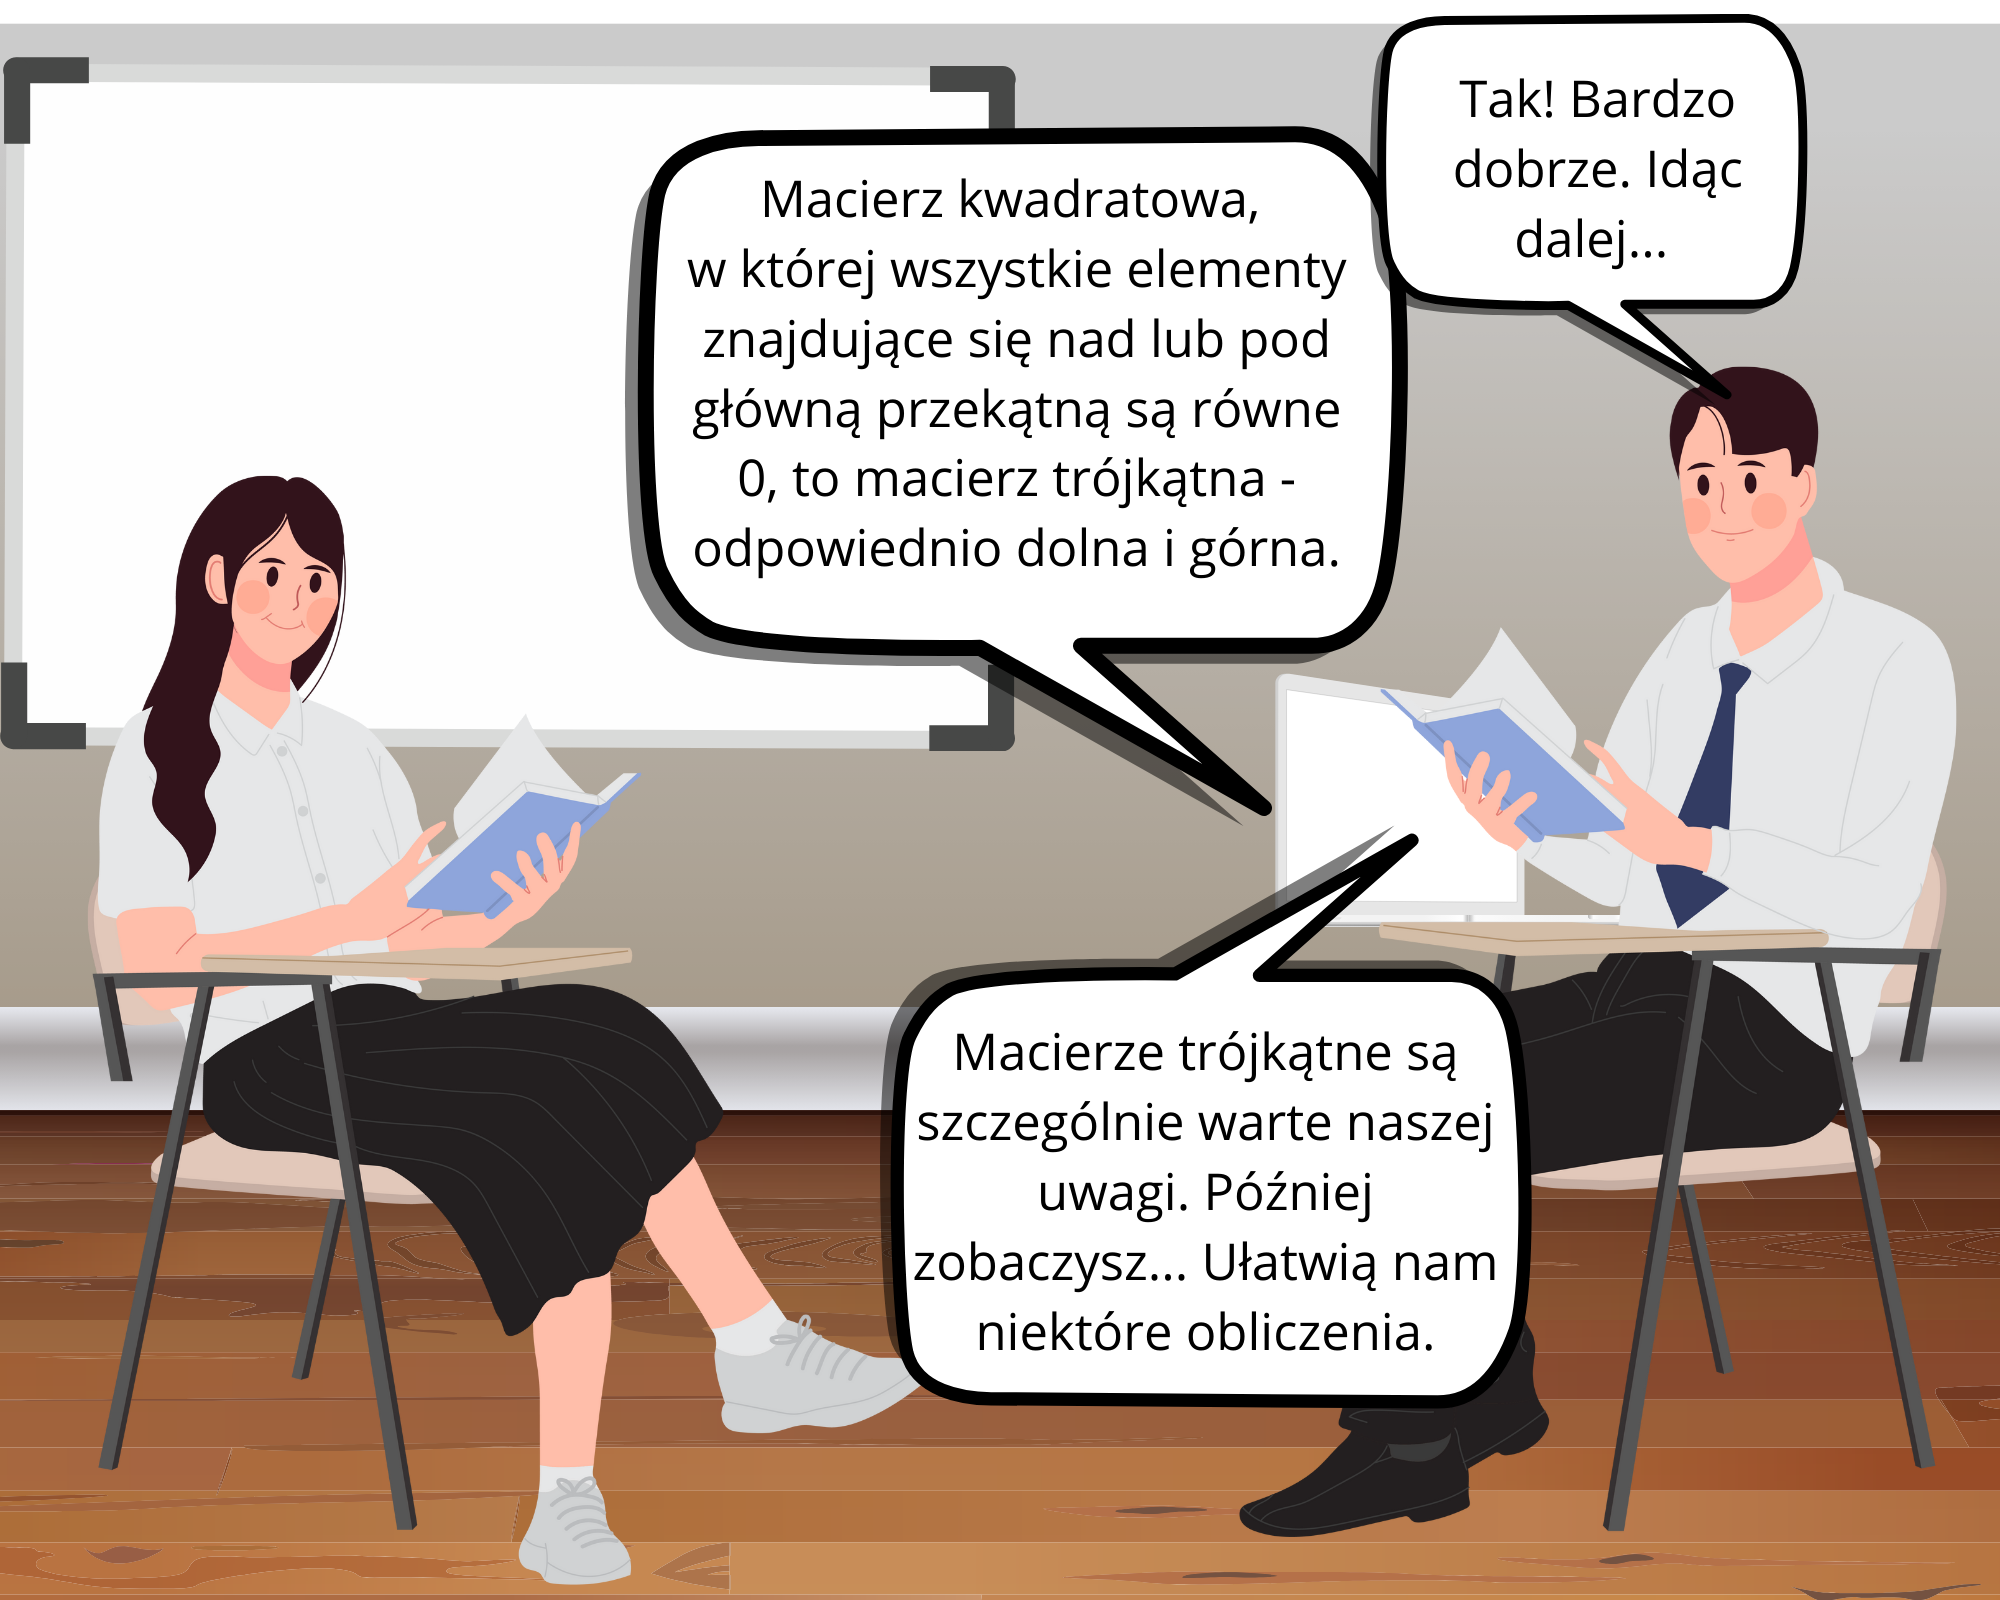 Tak! Bardzo
dobrze. Idąc
dalej...
Macierz kwadratowa,
w której wszystkie elementy
znajdujące się nad lub pod
główną przekątną są równe
0, to macierz trójkątna -
odpowiednio dolna i górna.
Macierze trójkątne są
szczególnie warte naszej
uwagi. Później
zobaczysz... Ułatwią nam
niektóre obliczenia.